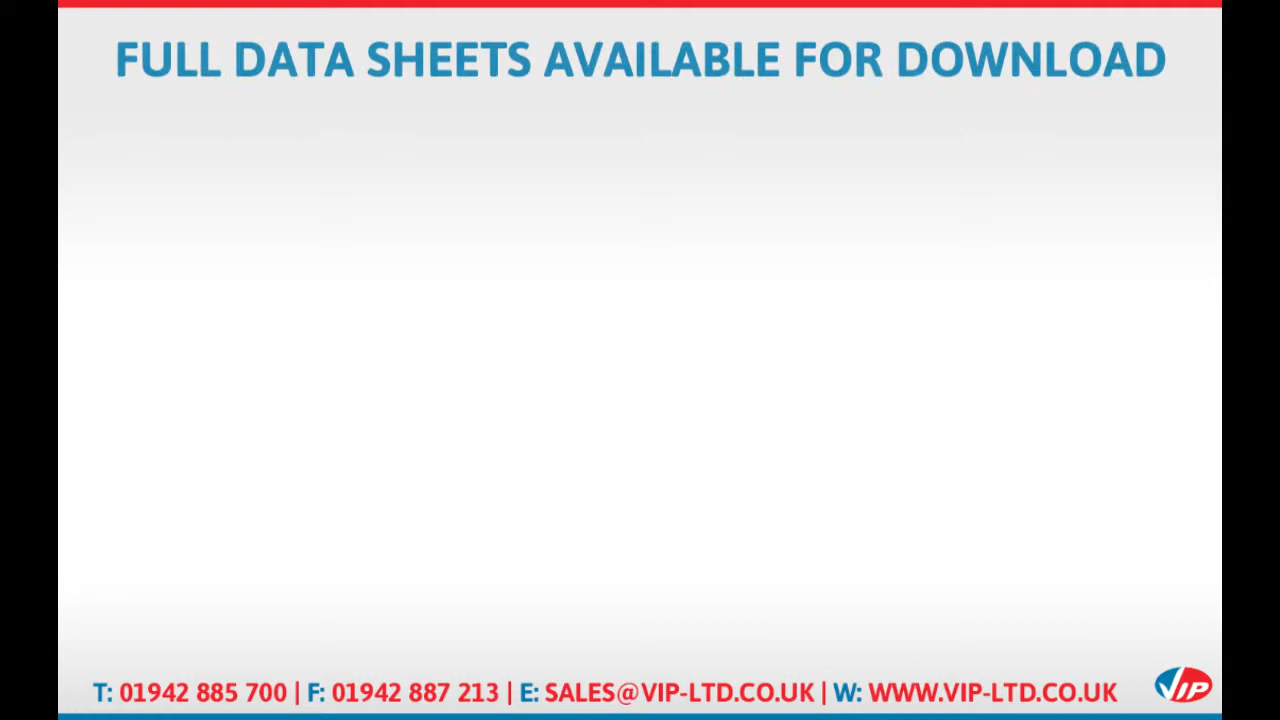 FULL DATA SHEETS AVAILABLE FOR DOWNLOAD
T: 01942 885 700 | F: 01942 887 213 | E: SALES@VIP-LTD.CO.UK | W: WWW.VIP-LTD.CO.UK
VIP